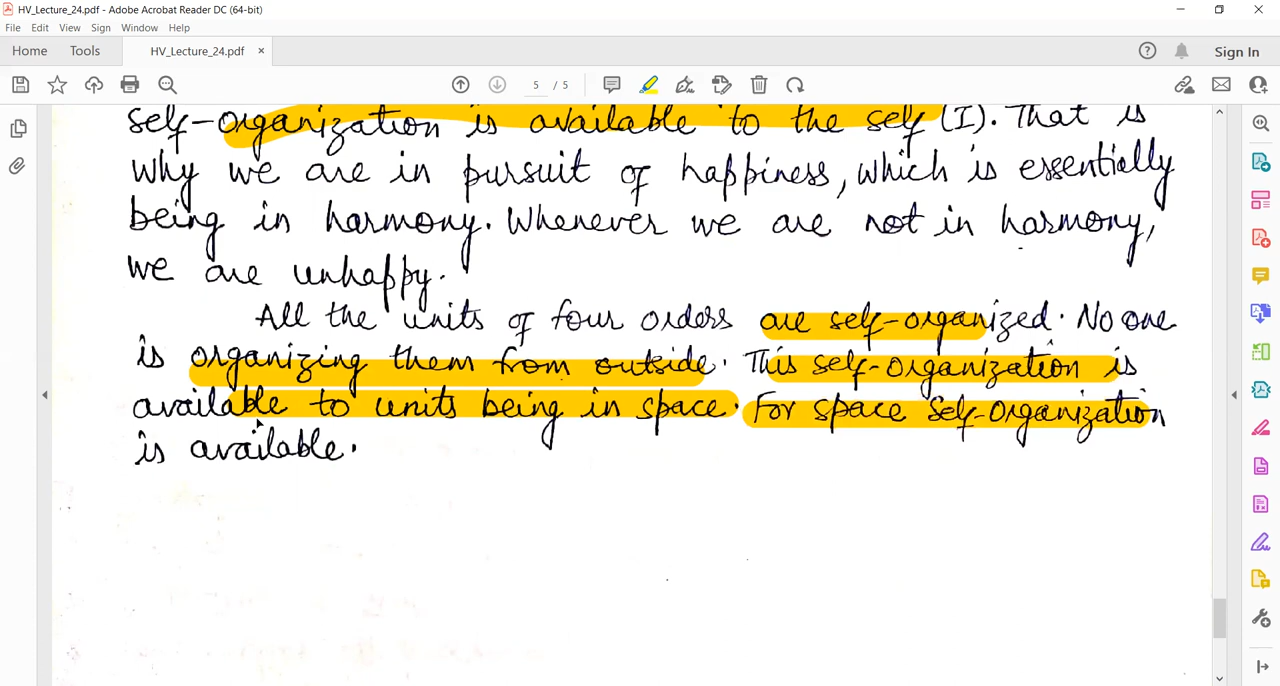 HV_Lecture_24.pdf - Adobe Acrobat Reader DC (64-bit)
File Edit View Sign Window Help
Home Tools HV_Lecture_24.pdf × Sign In
5 / 5
self-organization is available to the self (I). That is
why we are in pursuit of happiness, which is essentially
being in harmony. Whenever we are not in harmony,
we are unhappy.
All the units of four orders are self-organized. No one
is organizing them from outside. This self-organization is
available to units being in space. For space self-organization
is available.